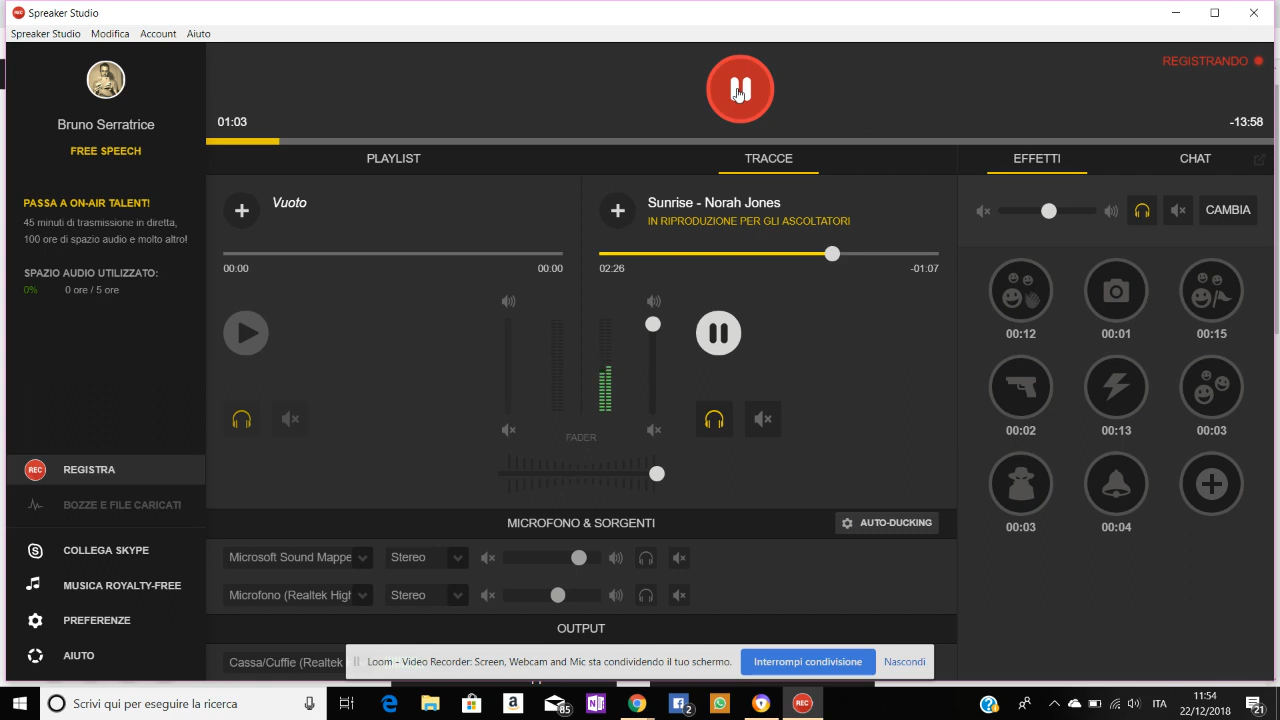 Spreaker Studio
Spreaker Studio Modifica Account Aiuto
REGISTRANDO
Bruno Serratrice
FREE SPEECH
PASSA A ON-AIR TALENT!
45 minuti di trasmissione in diretta,
100 ore di spazio audio e molto altro!
SPAZIO AUDIO UTILIZZATO:
0% 0 ore / 5 ore
REC REGISTRA
BOZZE E FILE CARICATI
COLLEGA SKYPE
MUSICA ROYALTY-FREE
PREFERENZE
AIUTO
01:03 -13:58
PLAYLIST TRACCE
Vuoto
00:00 00:00
Sunrise - Norah Jones
IN RIPRODUZIONE PER GLI ASCOLTATORI
02:26 -01:07
FADER
MICROFONO & SORGENTI AUTO-DUCKING
Microsoft Sound Mappe Stereo
Microfono (Realtek High Stereo
OUTPUT
Cassa/Cuffie (Realtek
EFFETTI CHAT
CAMBIA
00:12 00:01 00:15
00:02 00:13 00:03
00:03 00:04
Loom - Video Recorder: Screen, Webcam and Mic sta condividendo il tuo schermo. Interrompi condivisione Nascondi
Scrivi qui per eseguire la ricerca
85
2
REC
ITA
11:54
22/12/2018
21